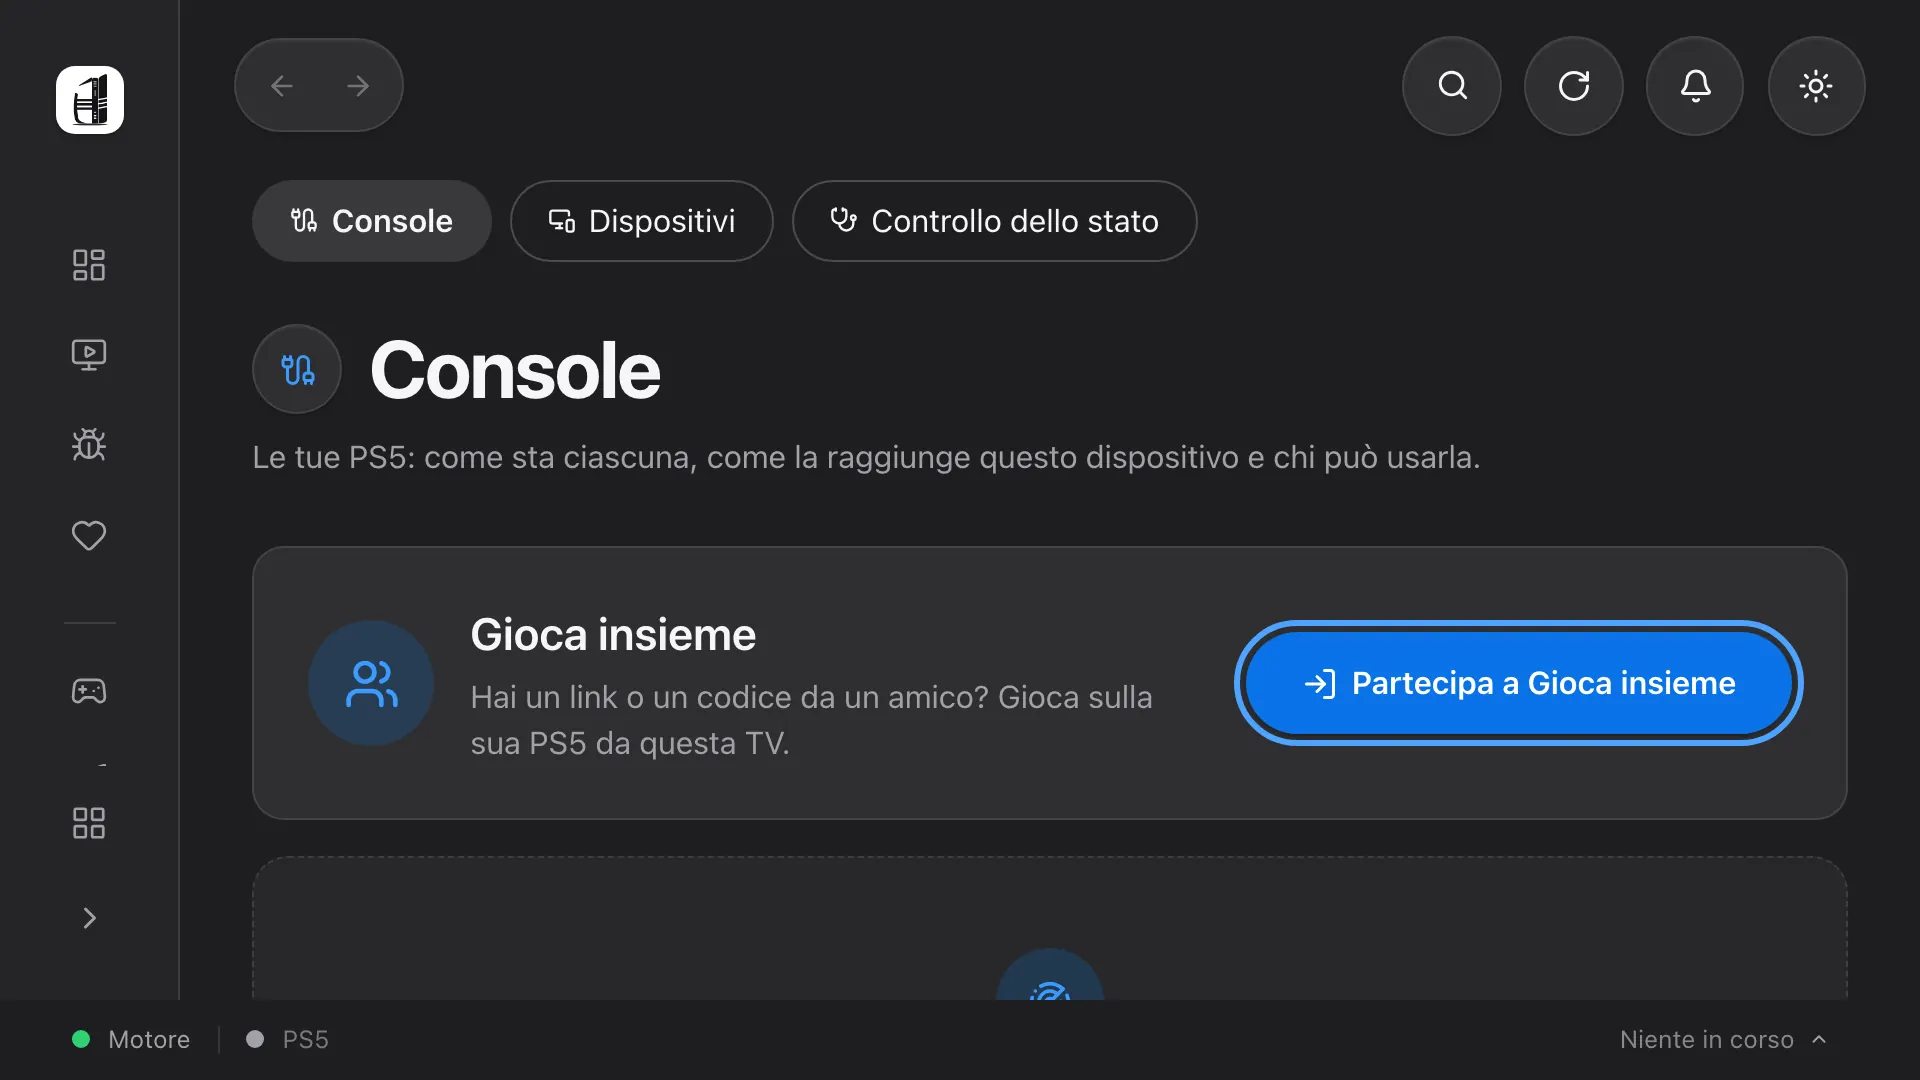 Console
Dispositivi
Controllo dello stato
Console
Le tue PS5: come sta ciascuna, come la raggiunge questo dispositivo e chi può usarla.
Gioca insieme
Hai un link o un codice da un amico? Gioca sulla
sua PS5 da questa TV.
Partecipa a Gioca insieme
Motore
PS5
Niente in corso